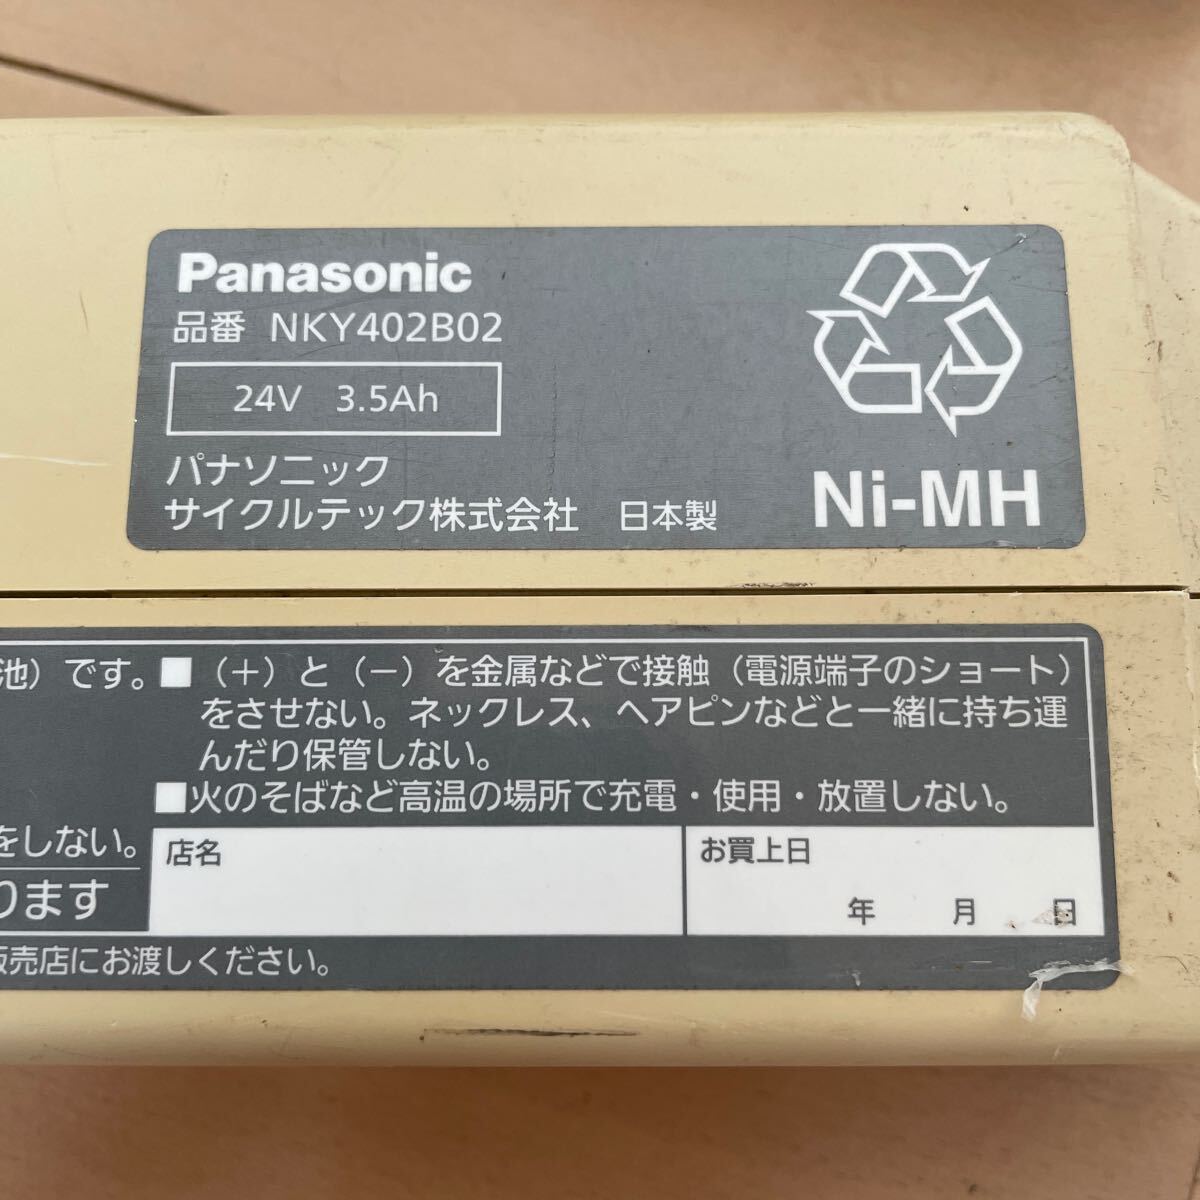 Panasonic
品番 NKY402B02
24V 3.5Ah
パナソニック
サイクルテック株式会社 日本製
Ni-MH
池）です。■（＋）と（－）を金属などで接触（電源端子のショート）
をさせない。ネックレス、ヘアピンなどと一緒に持ち運
んだり保管しない。
■火のそばなど高温の場所で充電・使用・放置しない。
をしない。
ります
店名
お買上日
年 月 日
販売店にお渡しください。